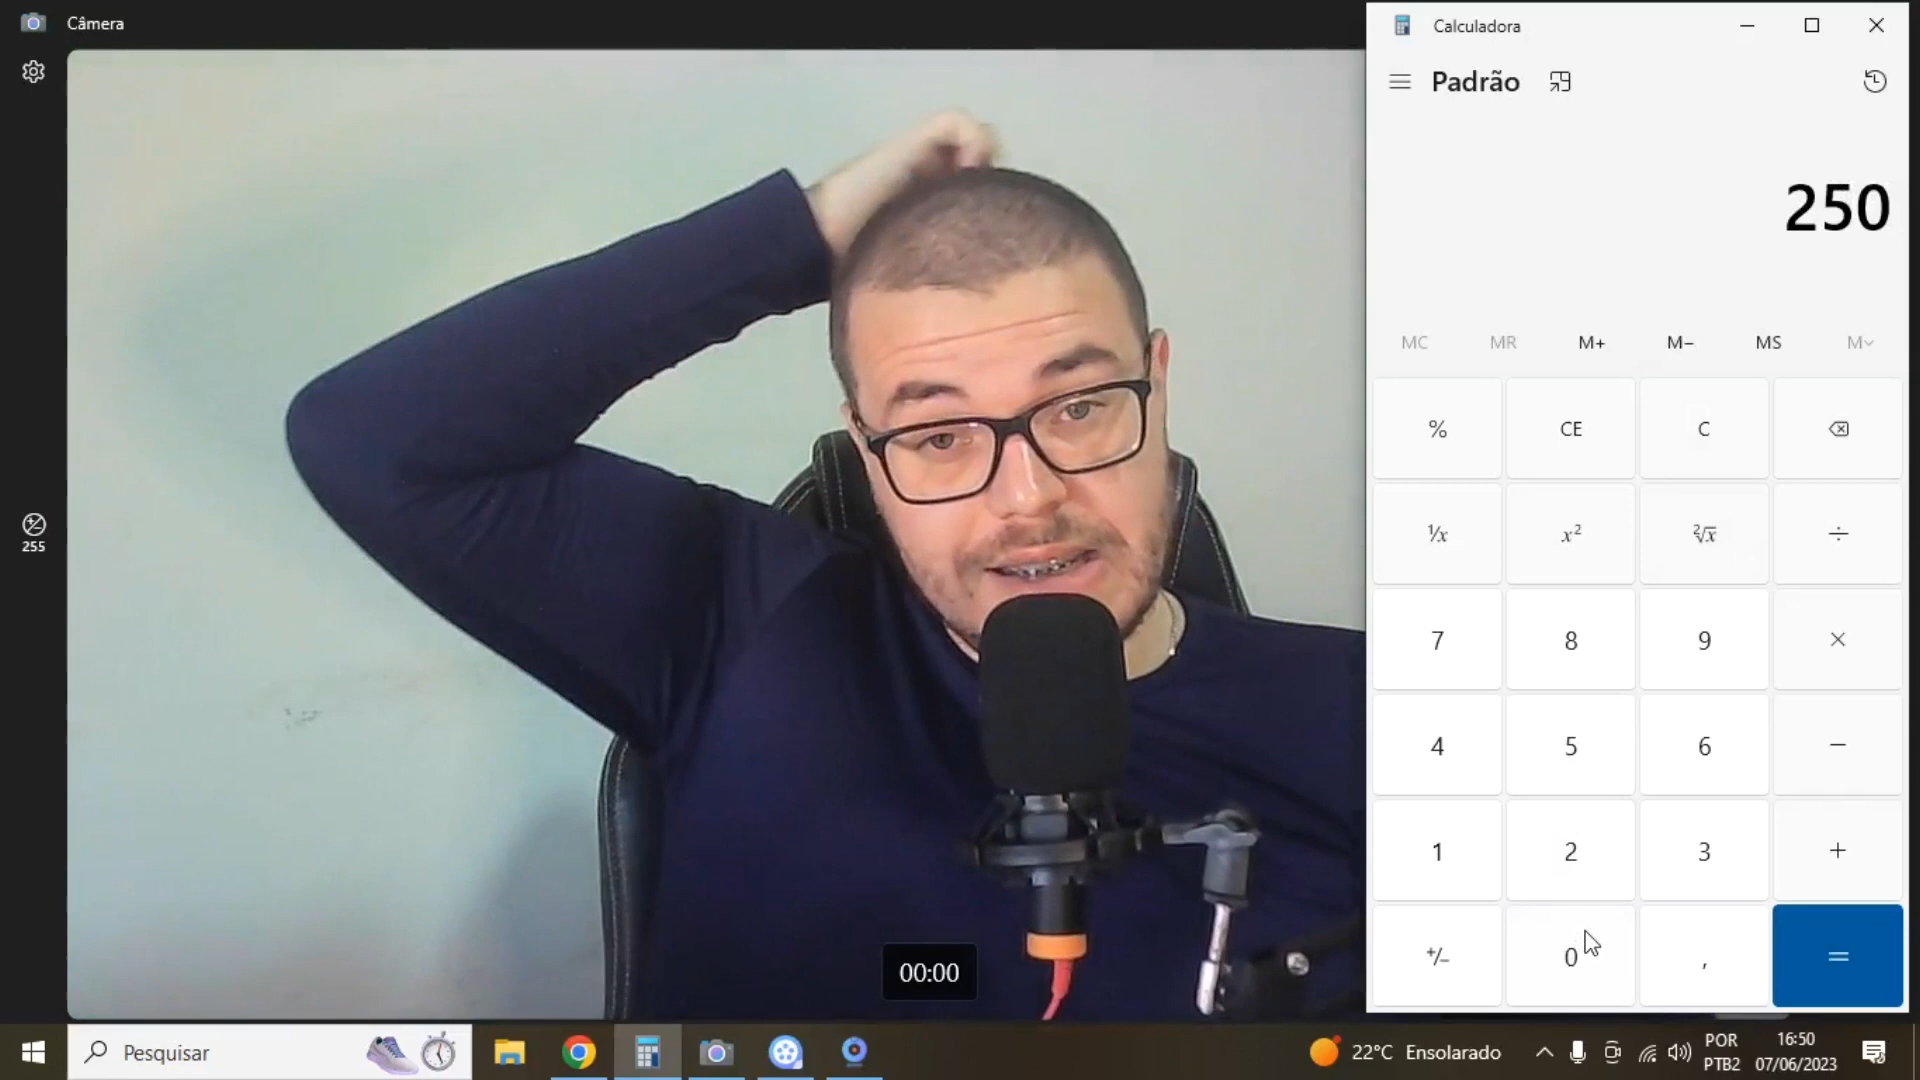 Câmera
255
00:00
Calculadora
Padrão
250
MC MR M+ M− MS M
% CE C
¹/x x² ²√x ÷
7 8 9 ×
4 5 6 −
1 2 3 +
+/− 0 , =
Pesquisar
22°C Ensolarado
POR
PTB2
16:50
07/06/2023